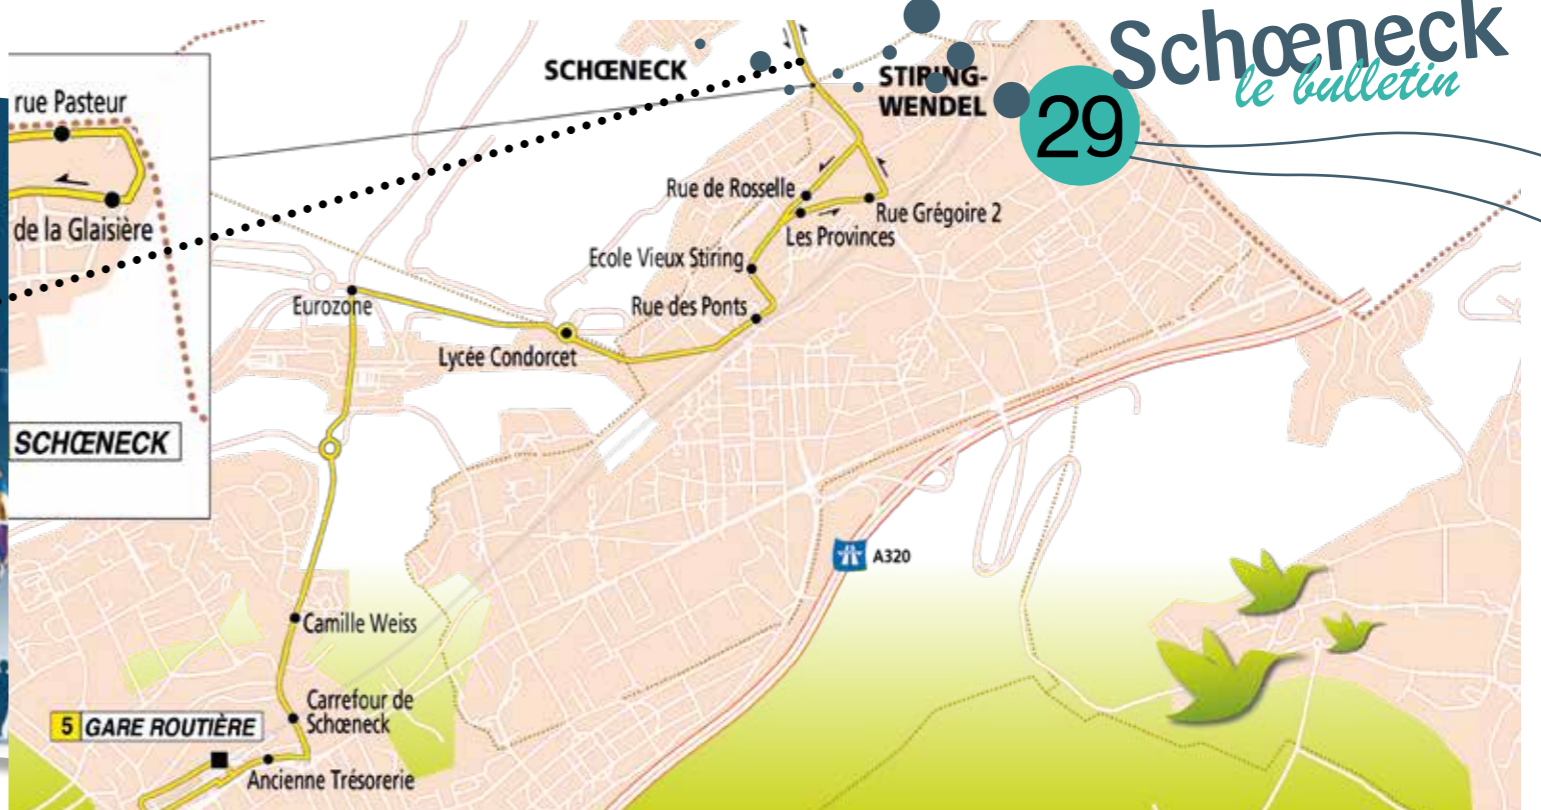 Schœneck
le bulletin
29
rue Pasteur
de la Glaisière
SCHŒNECK
SCHŒNECK
STIRING-
WENDEL
Rue de Rosselle
Rue Grégoire 2
Les Provinces
Ecole Vieux Stiring
Rue des Ponts
Eurozone
Lycée Condorcet
A320
Camille Weiss
Carrefour de
Schœneck
5 GARE ROUTIÈRE
Ancienne Trésorerie